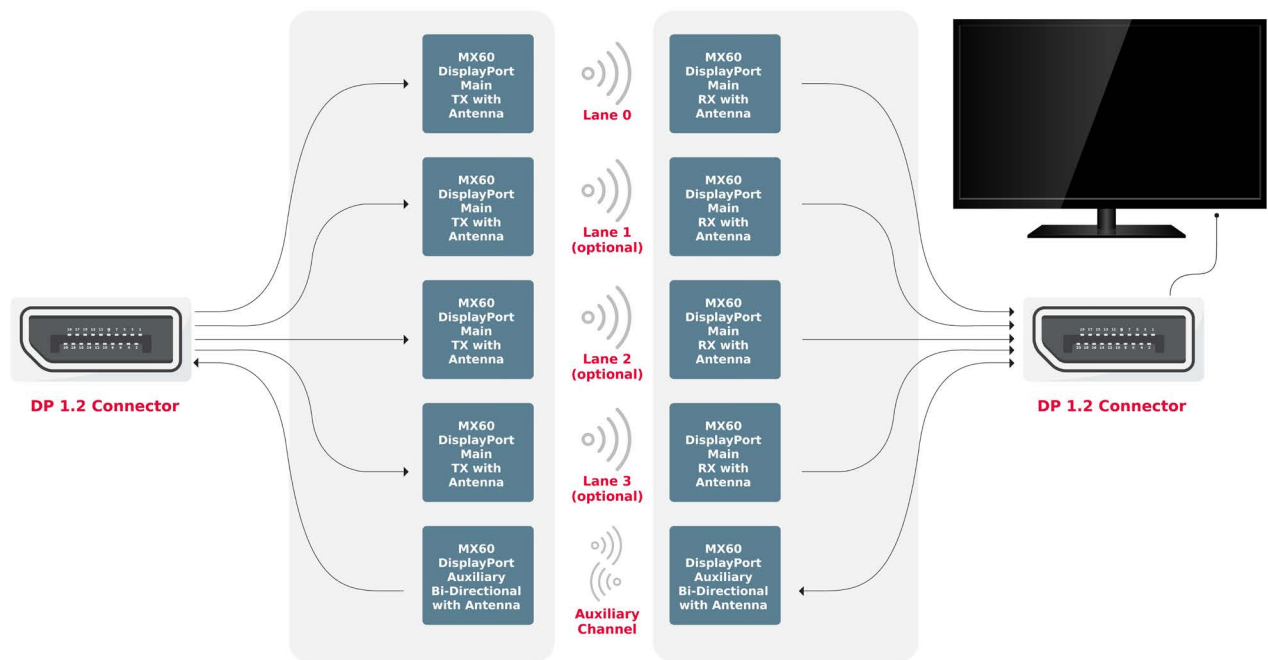 MX60
DisplayPort
Main
TX with
Antenna
Lane 0
MX60
DisplayPort
Main
RX with
Antenna
MX60
DisplayPort
Main
TX with
Antenna
Lane 1
(optional)
MX60
DisplayPort
Main
RX with
Antenna
DP 1.2 Connector
MX60
DisplayPort
Main
TX with
Antenna
Lane 2
(optional)
MX60
DisplayPort
Main
RX with
Antenna
DP 1.2 Connector
MX60
DisplayPort
Main
TX with
Antenna
Lane 3
(optional)
MX60
DisplayPort
Main
RX with
Antenna
MX60
DisplayPort
Auxiliary
Bi-Directional
with Antenna
Auxiliary
Channel
MX60
DisplayPort
Auxiliary
Bi-Directional
with Antenna